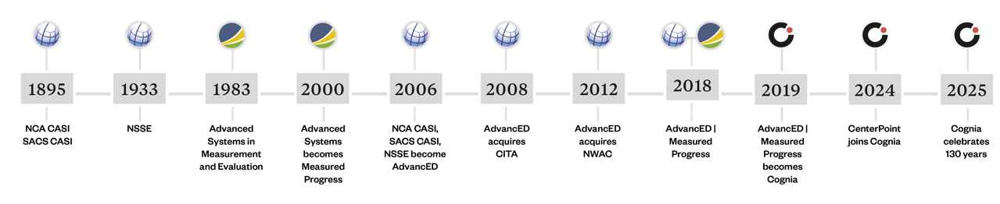 1895
1933
1983
2000
2006
2008
2012
2018
2019
2024
2025
NCA CASI
SACS CASI
NSSE
Advanced
Systems in
Measurement
and Evaluation
Advanced
Systems
becomes
Measured
Progress
NCA CASI,
SACS CASI,
NSSE become
AdvancED
AdvancED
acquires
CITA
AdvancED
acquires
NWAC
AdvancED |
Measured
Progress
AdvancED |
Measured
Progress
becomes
Cognia
CenterPoint
joins Cognia
Cognia
celebrates
130 years